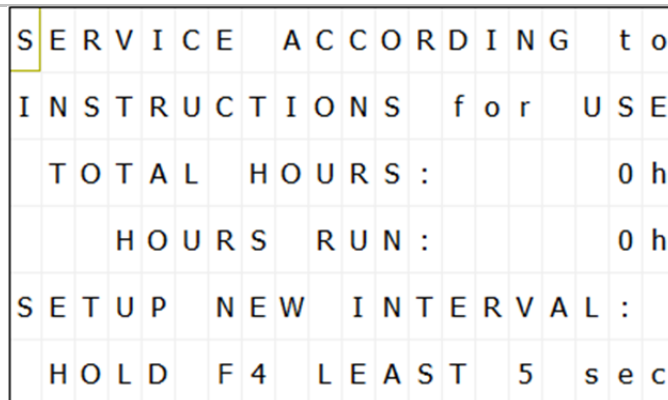 SERVICE ACCORDING to
INSTRUCTIONS for USE
TOTAL HOURS: 0h
HOURS RUN: 0h
SETUP NEW INTERVAL:
HOLD F4 LEAST 5 sec